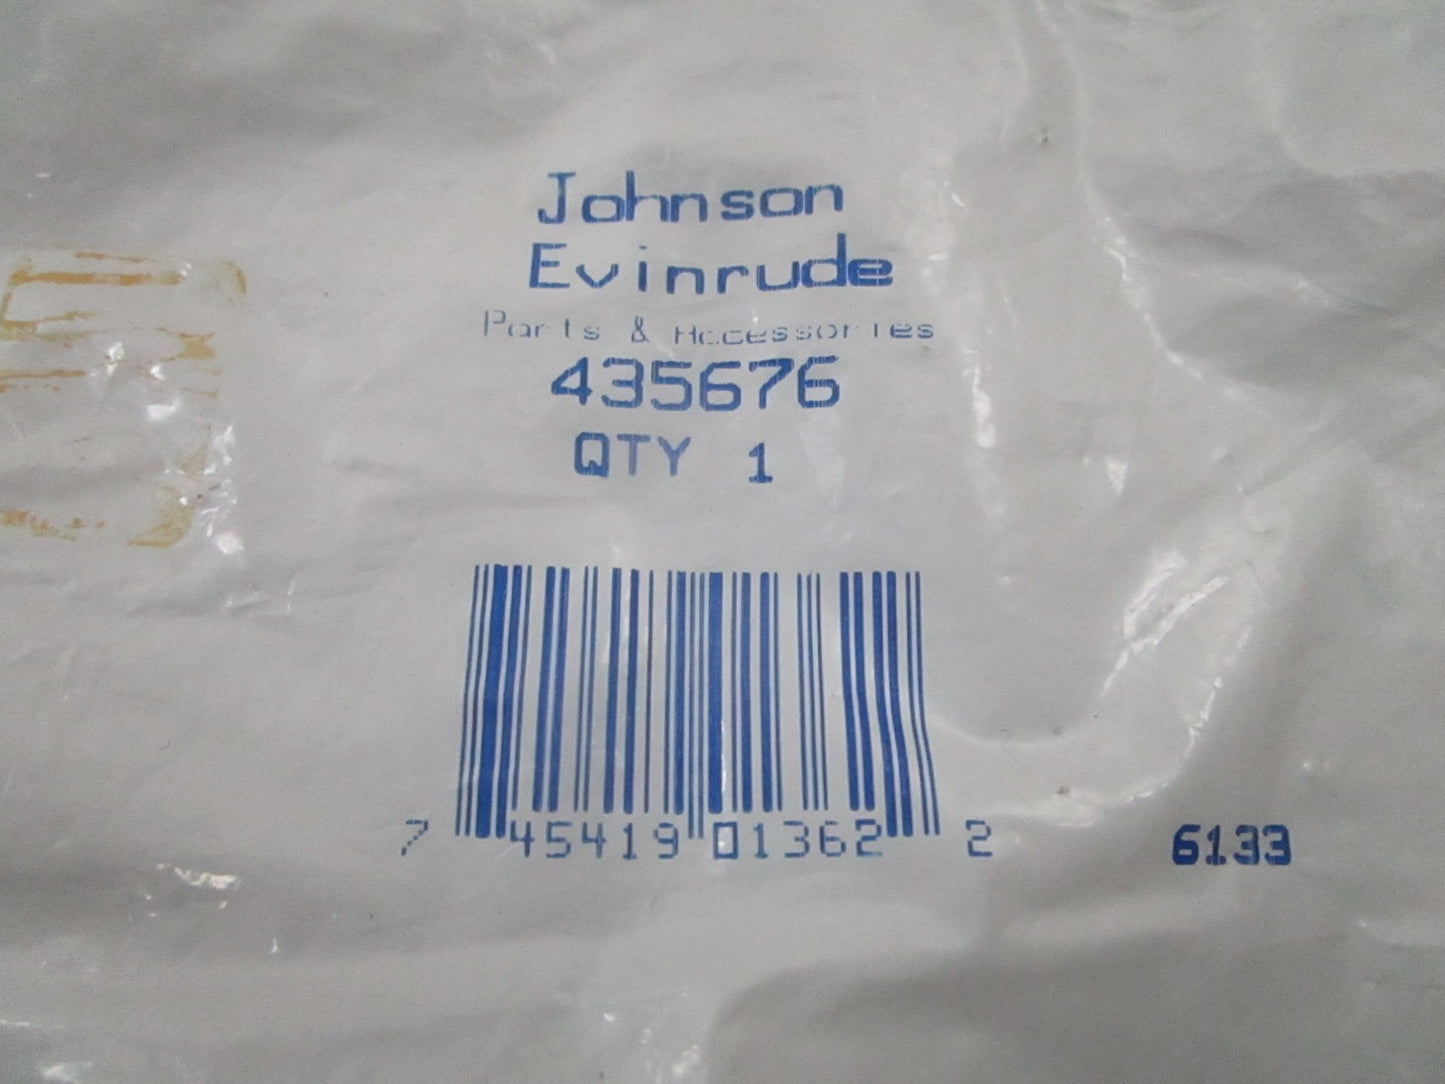 Johnson
Evinrude
Parts & Accessories
435676
QTY 1
7 45419 01362 2
6133